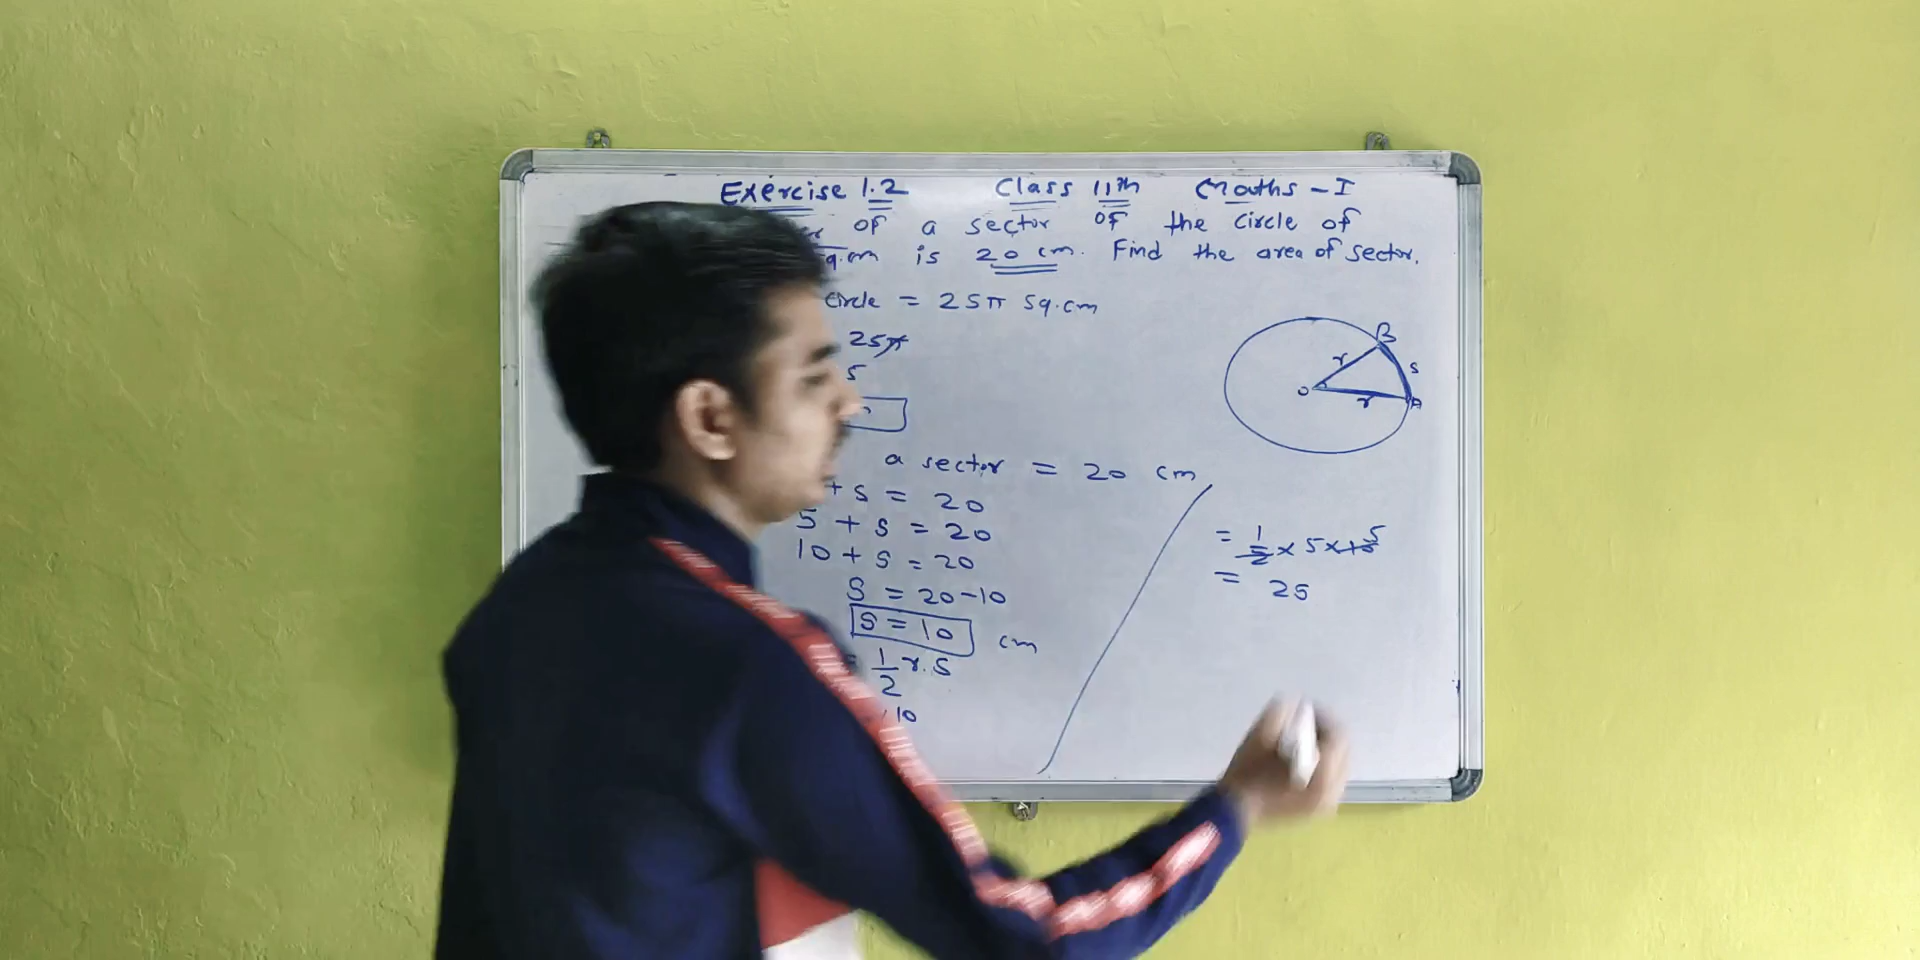 Exercise 1.2 Class 11th Maths - I
of a sector of the circle of
sq.cm is 20 cm. Find the area of sector.
circle = 25π sq.cm
25π
5
B
r
s
O
r
A
a sector = 20 cm
+ s = 20
5 + s = 20
10 + s = 20
S = 20-10
S = 10 cm
= 1/2 r.s
10
= 1/2 x 5 x 10 5
= 25